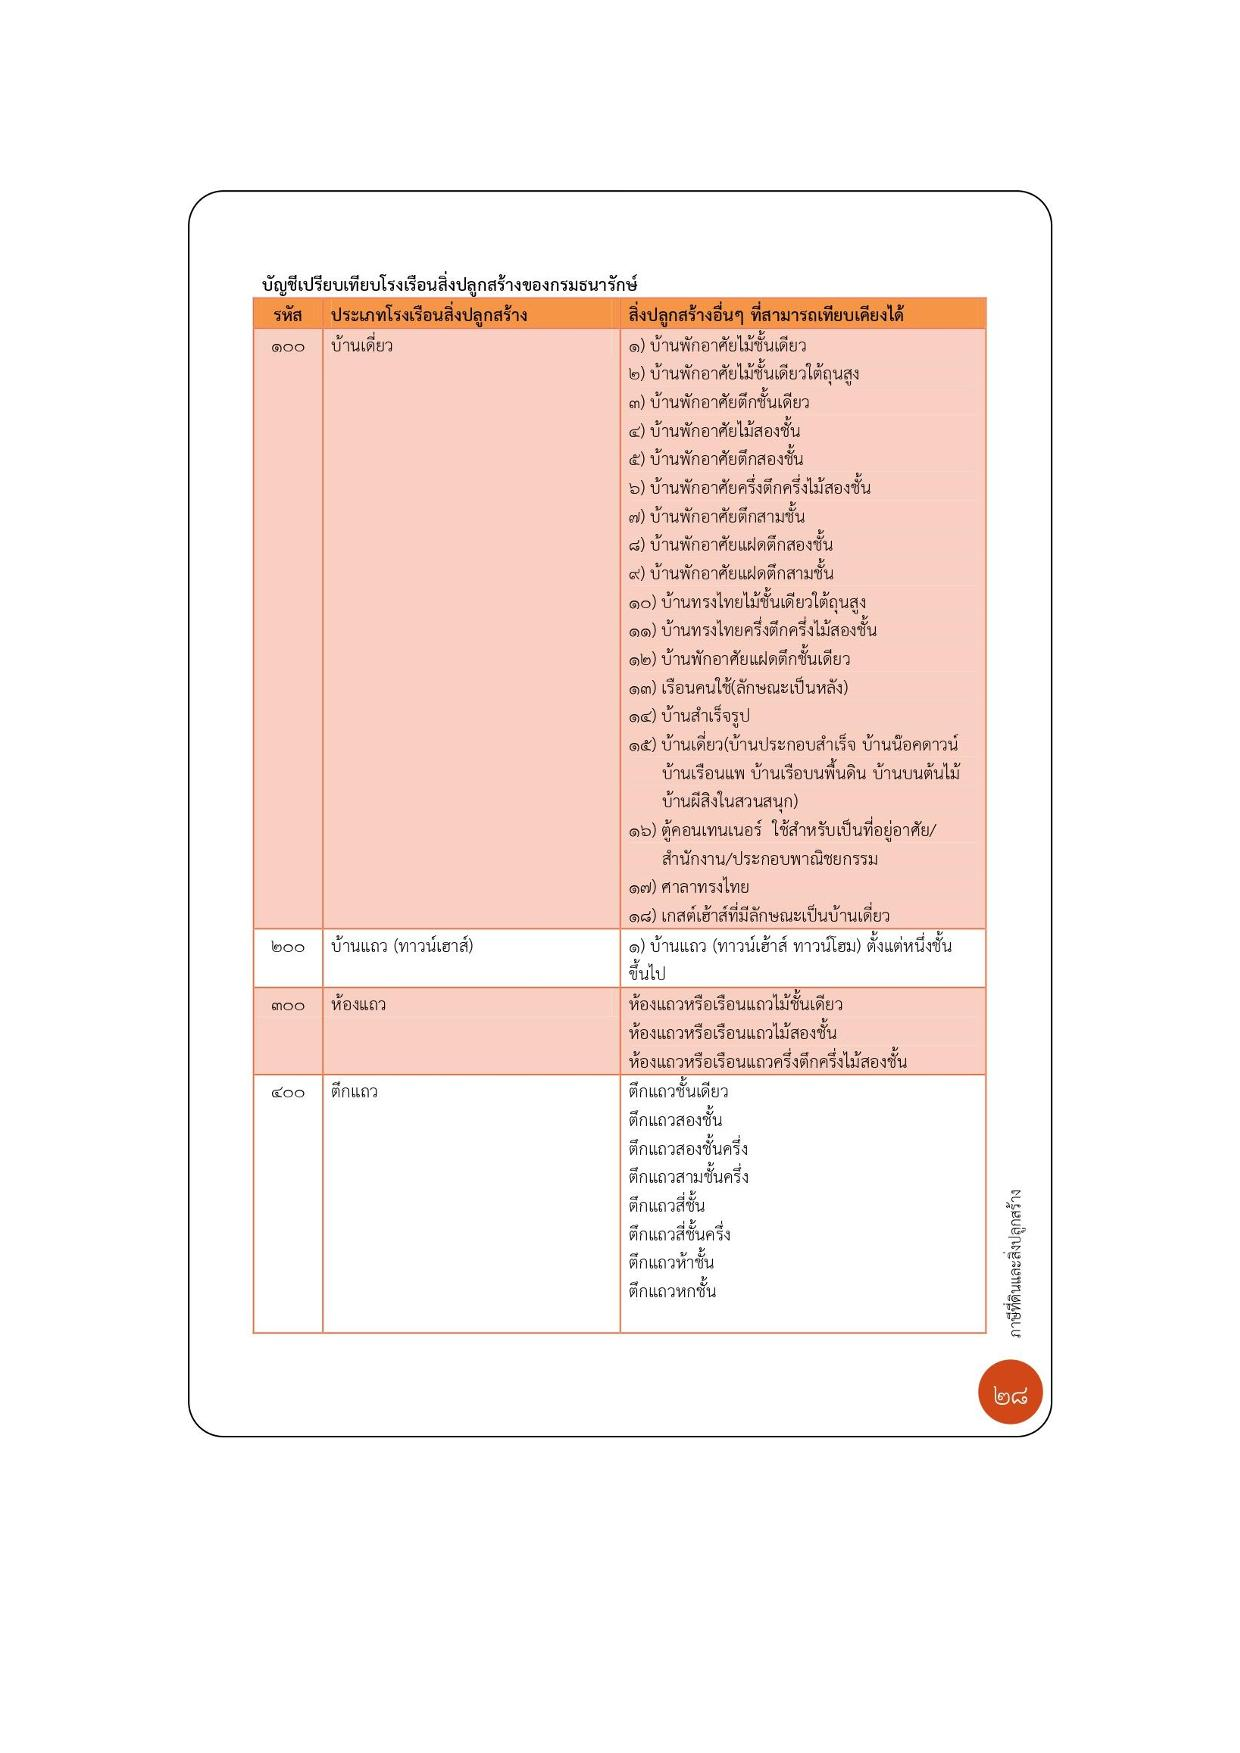 บัญชีเปรียบเทียบโรงเรือนสิ่งปลูกสร้างของกรมธนารักษ์
รหัส ประเภทโรงเรือนสิ่งปลูกสร้าง สิ่งปลูกสร้างอื่นๆ ที่สามารถเทียบเคียงได้
๑๐๐ บ้านเดี่ยว ๑) บ้านพักอาศัยไม้ชั้นเดียว
๒) บ้านพักอาศัยไม้ชั้นเดียวใต้ถุนสูง
๓) บ้านพักอาศัยตึกชั้นเดียว
๔) บ้านพักอาศัยไม้สองชั้น
๕) บ้านพักอาศัยตึกสองชั้น
๖) บ้านพักอาศัยครึ่งตึกครึ่งไม้สองชั้น
๗) บ้านพักอาศัยตึกสามชั้น
๘) บ้านพักอาศัยแฝดตึกสองชั้น
๙) บ้านพักอาศัยแฝดตึกสามชั้น
๑๐) บ้านทรงไทยไม้ชั้นเดียวใต้ถุนสูง
๑๑) บ้านทรงไทยครึ่งตึกครึ่งไม้สองชั้น
๑๒) บ้านพักอาศัยแฝดตึกชั้นเดียว
๑๓) เรือนคนใช้(ลักษณะเป็นหลัง)
๑๔) บ้านสำเร็จรูป
๑๕) บ้านเดี่ยว(บ้านประกอบสำเร็จ บ้านน๊อคดาวน์
บ้านเรือนแพ บ้านเรือบนพื้นดิน บ้านบนต้นไม้
บ้านผีสิงในสวนสนุก)
๑๖) ตู้คอนเทนเนอร์ ใช้สำหรับเป็นที่อยู่อาศัย/
สำนักงาน/ประกอบพาณิชยกรรม
๑๗) ศาลาทรงไทย
๑๘) เกสต์เฮ้าส์ที่มีลักษณะเป็นบ้านเดี่ยว
๒๐๐ บ้านแถว (ทาวน์เฮาส์) ๑) บ้านแถว (ทาวน์เฮ้าส์ ทาวน์โฮม) ตั้งแต่หนึ่งชั้น
ขึ้นไป
๓๐๐ ห้องแถว ห้องแถวหรือเรือนแถวไม้ชั้นเดียว
ห้องแถวหรือเรือนแถวไม้สองชั้น
ห้องแถวหรือเรือนแถวครึ่งตึกครึ่งไม้สองชั้น
๔๐๐ ตึกแถว ตึกแถวชั้นเดียว
ตึกแถวสองชั้น
ตึกแถวสองชั้นครึ่ง
ตึกแถวสามชั้นครึ่ง
ตึกแถวสี่ชั้น
ตึกแถวสี่ชั้นครึ่ง
ตึกแถวห้าชั้น
ตึกแถวหกชั้น
ภาษีที่ดินและสิ่งปลูกสร้าง
๒๘